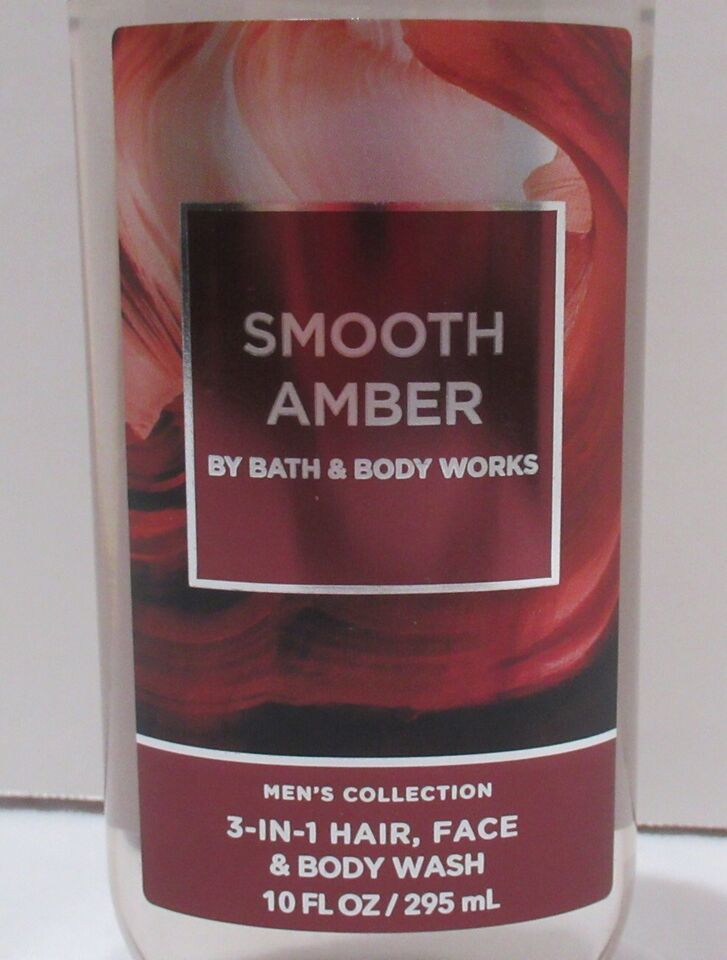 SMOOTH
AMBER
BY BATH & BODY WORKS
MEN'S COLLECTION
3-IN-1 HAIR, FACE
& BODY WASH
10 FL OZ / 295 mL